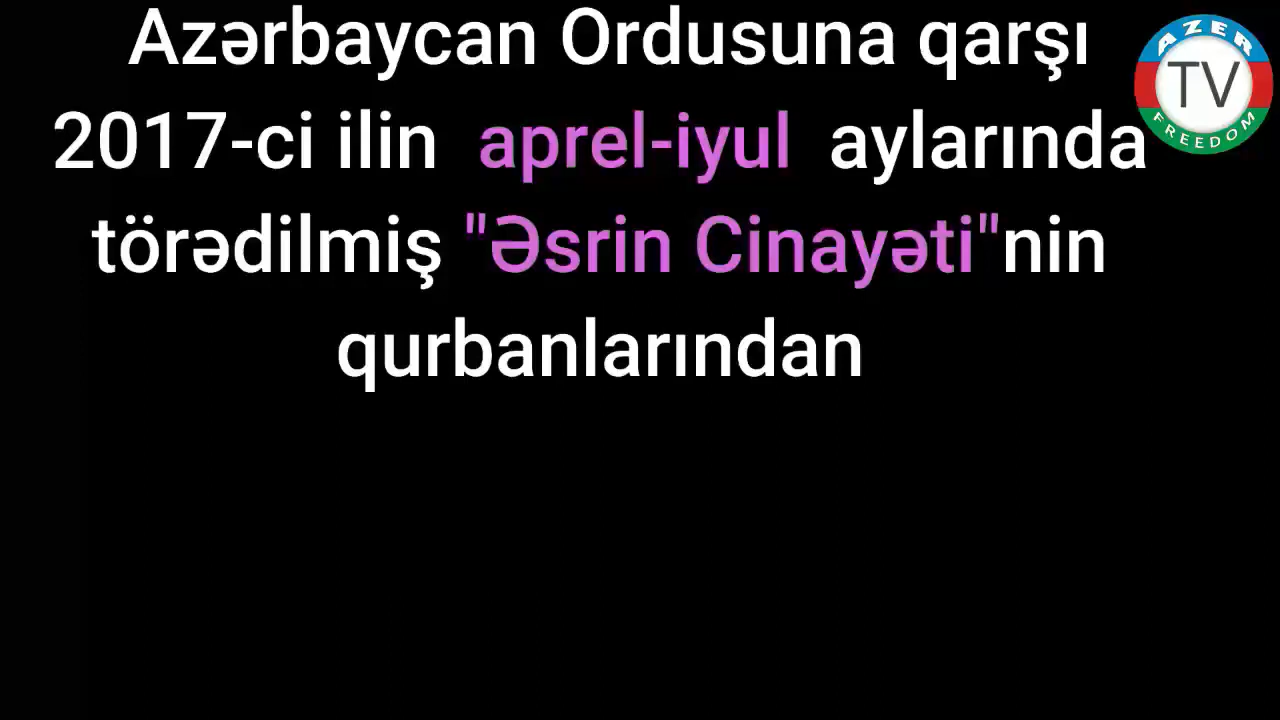 Azərbaycan Ordusuna qarşı
2017-ci ilin aprel-iyul aylarında
törədilmiş "Əsrin Cinayəti"nin
qurbanlarından
AZER
TV
FREEDOM